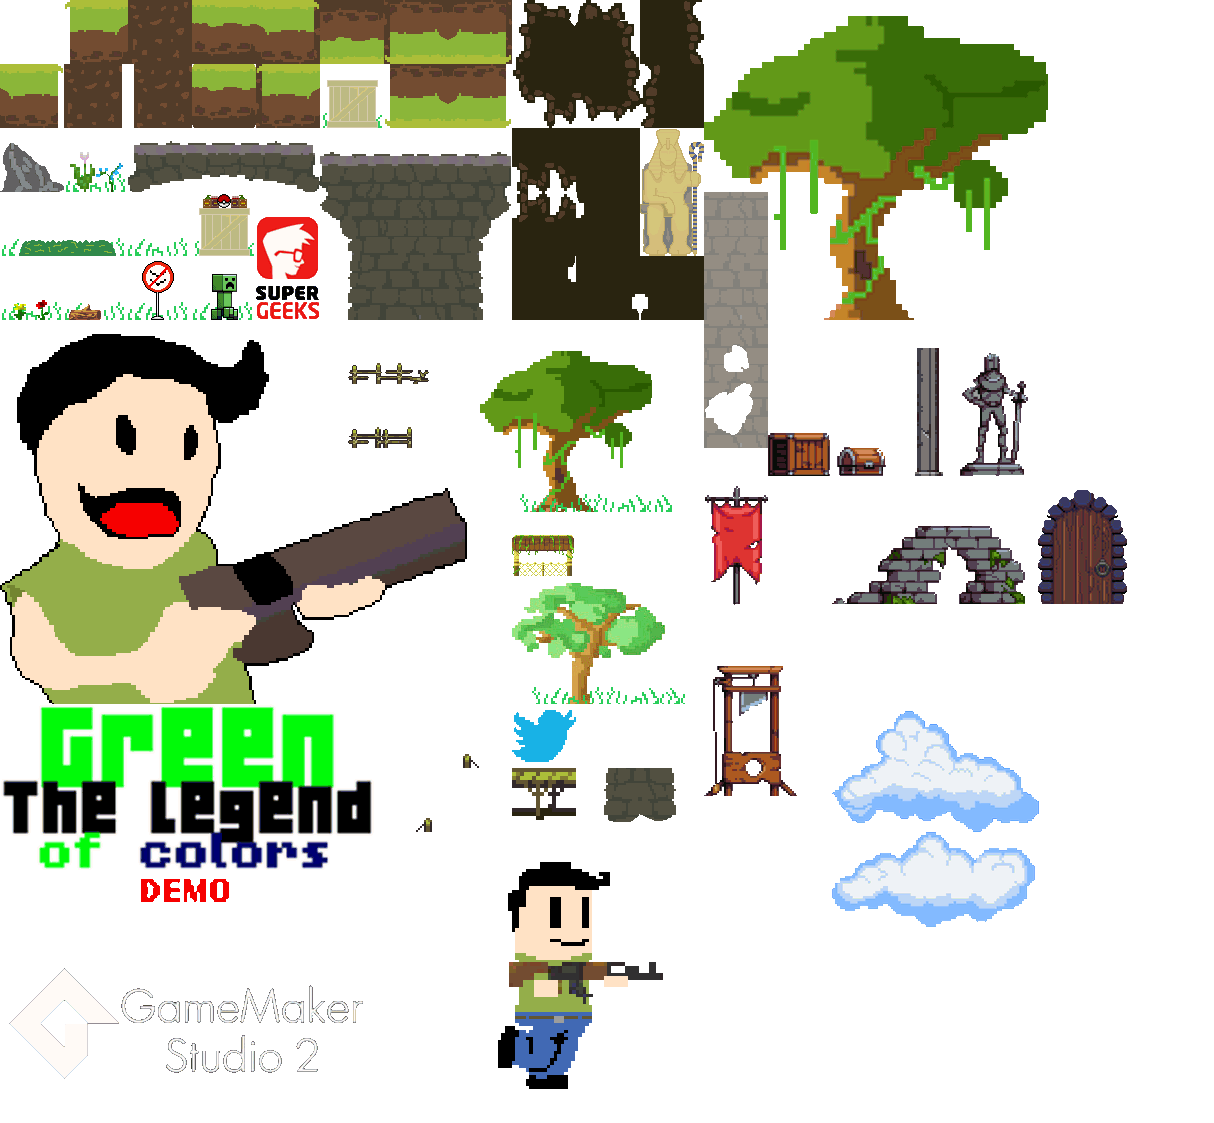 SUPER
GEEKS
Green
The Legend
of colors
DEMO
GameMaker
Studio 2